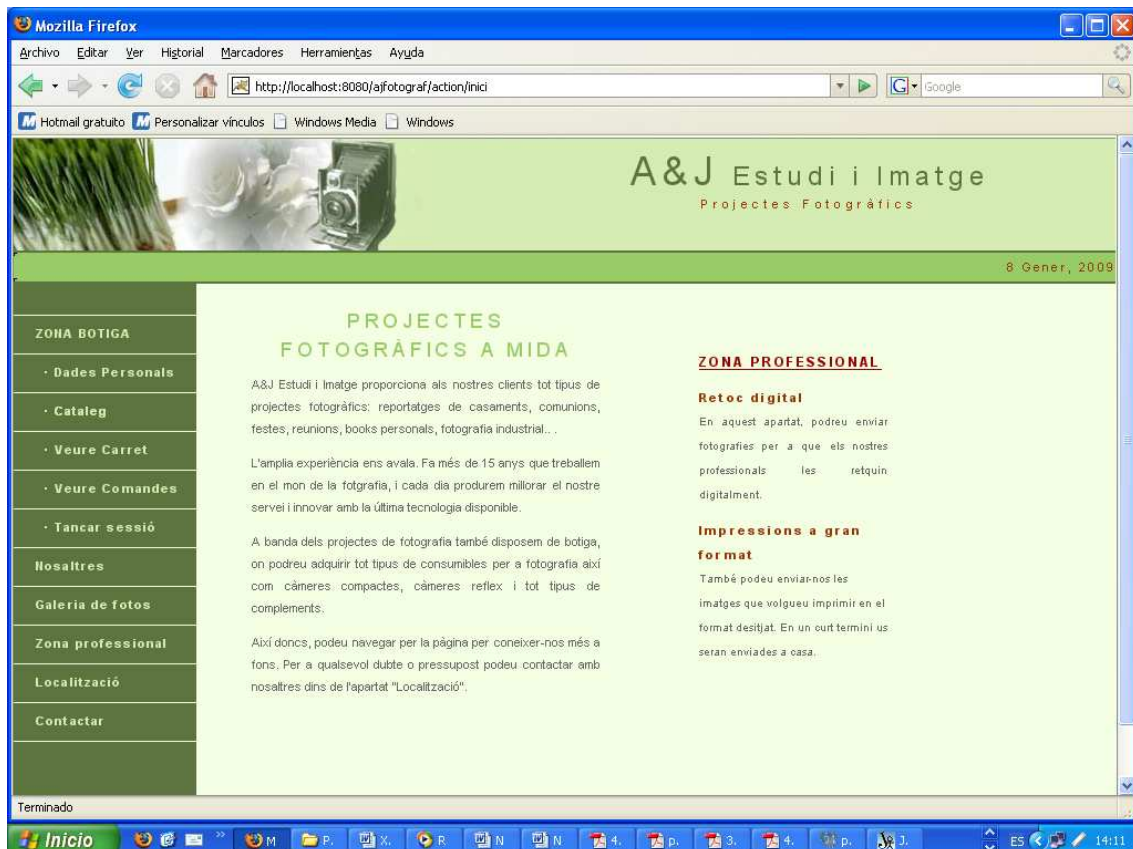 Mozilla Firefox
Archivo Editar Ver Historial Marcadores Herramientas Ayuda
http://localhost:8080/ajfotograf/action/inici
Google
Hotmail gratuito Personalizar vínculos Windows Media Windows
A&J Estudi i Imatge
Projectes Fotogràfics
8 Gener, 2009
ZONA BOTIGA
· Dades Personals
· Cataleg
· Veure Carret
· Veure Comandes
· Tancar sessió
Nosaltres
Galeria de fotos
Zona professional
Localització
Contactar
PROJECTES
FOTOGRÀFICS A MIDA
A&J Estudi i Imatge proporciona als nostres clients tot tipus de
projectes fotogràfics: reportatges de casaments, comunions,
festes, reunions, books personals, fotografia industrial.. .
L'amplia experiència ens avala. Fa més de 15 anys que treballem
en el mon de la fotgrafia, i cada dia produrem millorar el nostre
servei i innovar amb la última tecnologia disponible.
A banda dels projectes de fotografia també disposem de botiga,
on podreu adquirir tot tipus de consumibles per a fotografia així
com càmeres compactes, càmeres reflex i tot tipus de
complements.
Així doncs, podeu navegar per la pàgina per coneixer-nos més a
fons. Per a qualsevol dubte o pressupost podeu contactar amb
nosaltres dins de l'apartat "Localització".
ZONA PROFESSIONAL
Retoc digital
En aquest apartat, podreu enviar
fotografies per a que els nostres
professionals les retquin
digitalment.
Impressions a gran
format
També podeu enviar-nos les
imatges que volgueu imprimir en el
format desitjat. En un curt termini us
seran enviades a casa.
Terminado
Inicio M P. X. R N N 4. p. 3. 4. p. J. ES 14:11